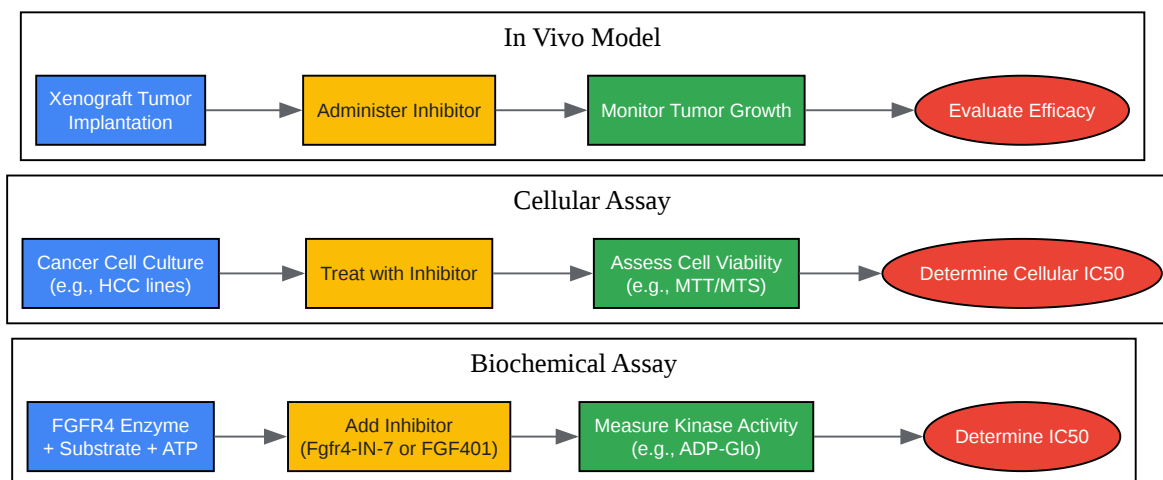 In Vivo Model
Xenograft Tumor
Implantation
Administer Inhibitor
Monitor Tumor Growth
Evaluate Efficacy
Cellular Assay
Cancer Cell Culture
(e.g., HCC lines)
Treat with Inhibitor
Assess Cell Viability
(e.g., MTT/MTS)
Determine Cellular IC50
Biochemical Assay
FGFR4 Enzyme
+ Substrate + ATP
Add Inhibitor
(Fgfr4-IN-7 or FGF401)
Measure Kinase Activity
(e.g., ADP-Glo)
Determine IC50